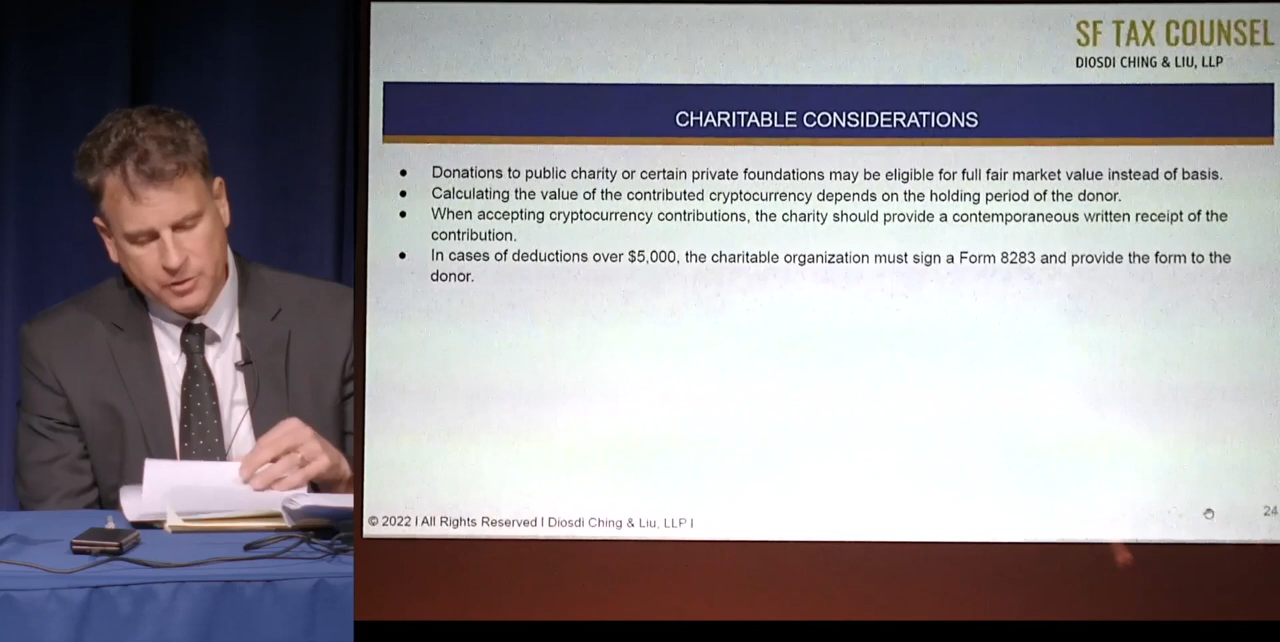 SF TAX COUNSEL
DIOSDI CHING & LIU, LLP
CHARITABLE CONSIDERATIONS
● Donations to public charity or certain private foundations may be eligible for full fair market value instead of basis.
● Calculating the value of the contributed cryptocurrency depends on the holding period of the donor.
● When accepting cryptocurrency contributions, the charity should provide a contemporaneous written receipt of the
contribution.
● In cases of deductions over $5,000, the charitable organization must sign a Form 8283 and provide the form to the
donor.
© 2022 I All Rights Reserved I Diosdi Ching & Liu, LLP I
24